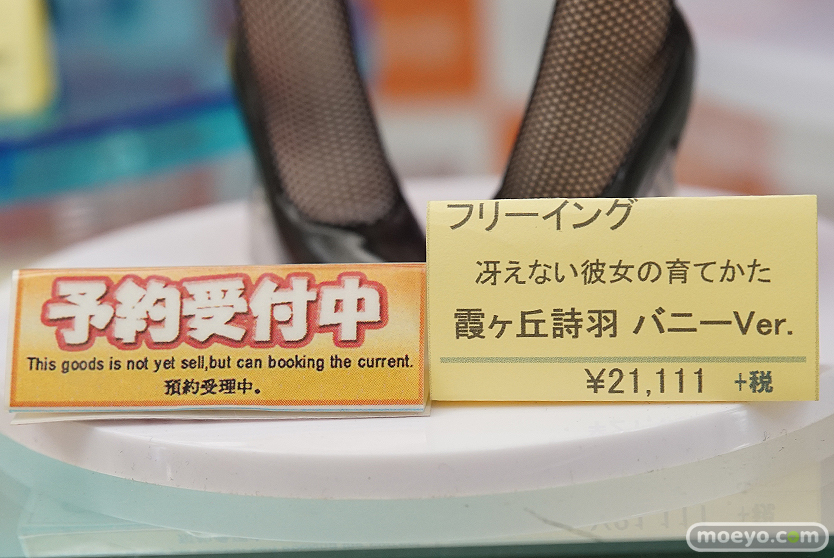 予約受付中
This goods is not yet sell,but can booking the current.
預約受理中。
フリーイング
冴えない彼女の育てかた
霞ヶ丘詩羽 バニーVer.
¥21,111 +税
moeyo.com